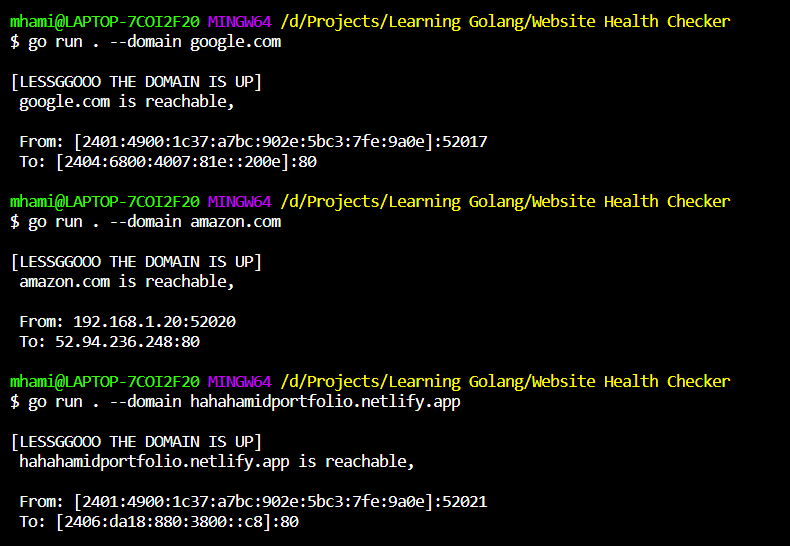 mhami@LAPTOP-7COI2F20 MINGW64 /d/Projects/Learning Golang/Website Health Checker
$ go run . --domain google.com
[LESSGGOOO THE DOMAIN IS UP]
google.com is reachable,
From: [2401:4900:1c37:a7bc:902e:5bc3:7fe:9a0e]:52017
To: [2404:6800:4007:81e::200e]:80
mhami@LAPTOP-7COI2F20 MINGW64 /d/Projects/Learning Golang/Website Health Checker
$ go run . --domain amazon.com
[LESSGGOOO THE DOMAIN IS UP]
amazon.com is reachable,
From: 192.168.1.20:52020
To: 52.94.236.248:80
mhami@LAPTOP-7COI2F20 MINGW64 /d/Projects/Learning Golang/Website Health Checker
$ go run . --domain hahahamidportfolio.netlify.app
[LESSGGOOO THE DOMAIN IS UP]
hahahamidportfolio.netlify.app is reachable,
From: [2401:4900:1c37:a7bc:902e:5bc3:7fe:9a0e]:52021
To: [2406:da18:880:3800::c8]:80